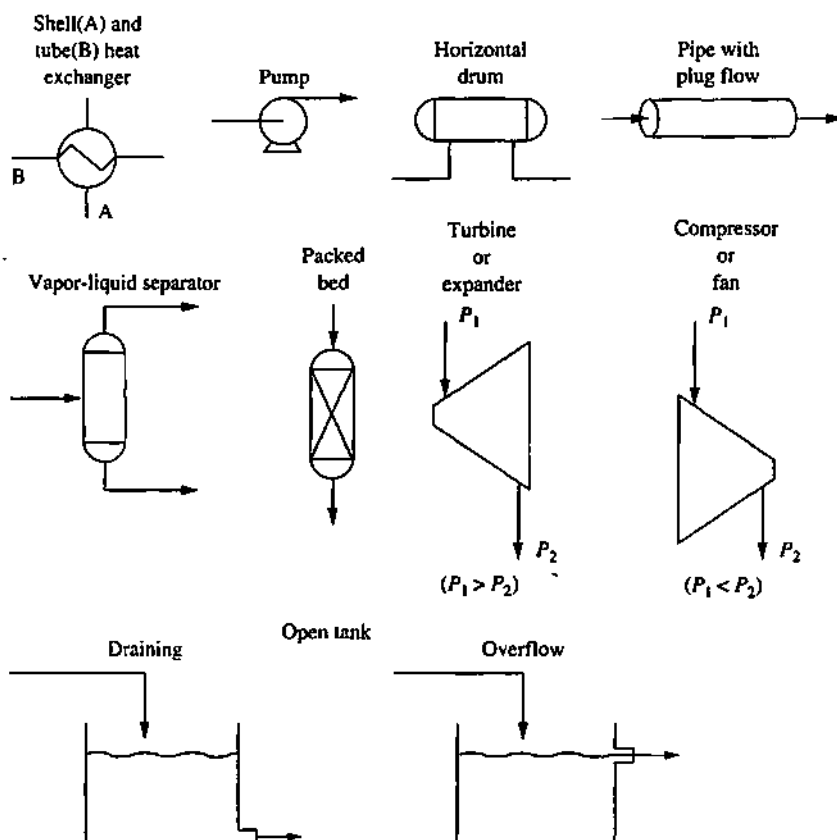 Shell(A) and
tube(B) heat
exchanger
Pump
Horizontal
drum
Pipe with
plug flow
B
A
Vapor-liquid separator
Packed
bed
Turbine
or
expander
P₁
P₂
(P₁ > P₂)
Compressor
or
fan
P₁
P₂
(P₁ < P₂)
Open tank
Draining
Overflow